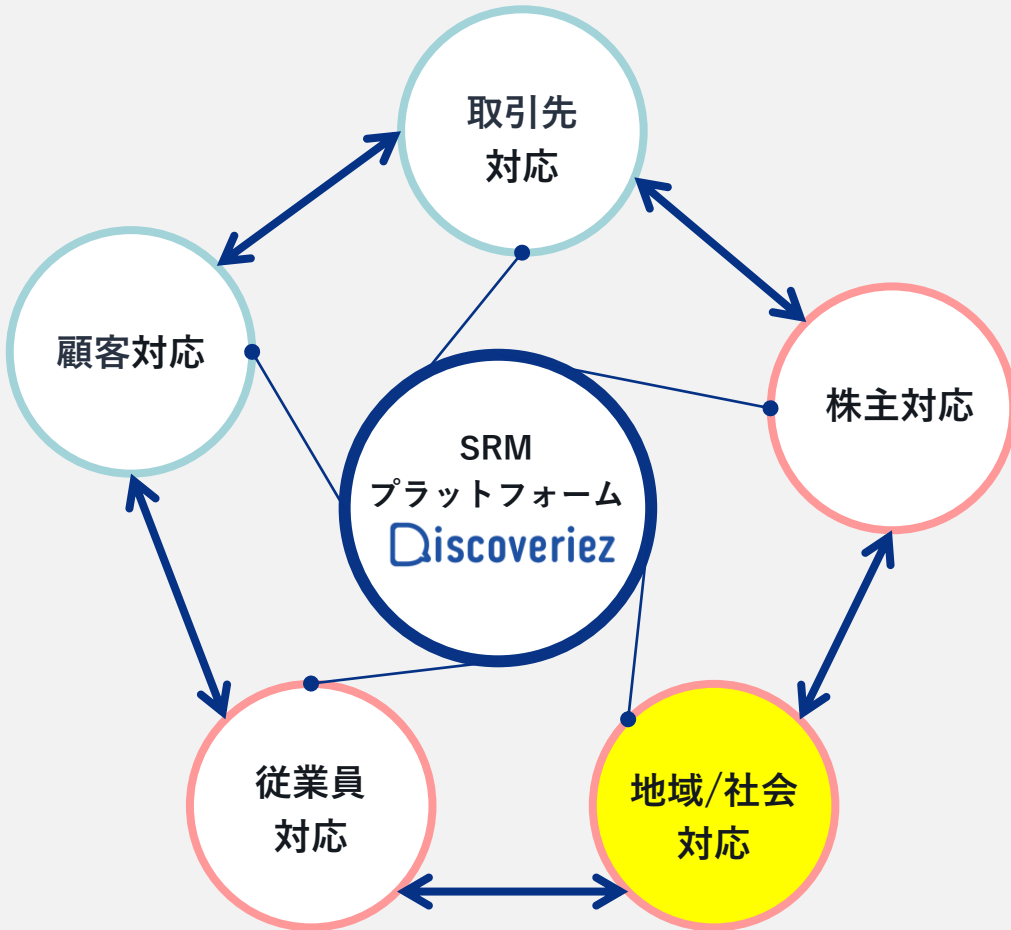 取引先
対応
顧客対応
株主対応
SRM
プラットフォーム
Discoveriez
従業員
対応
地域/社会
対応